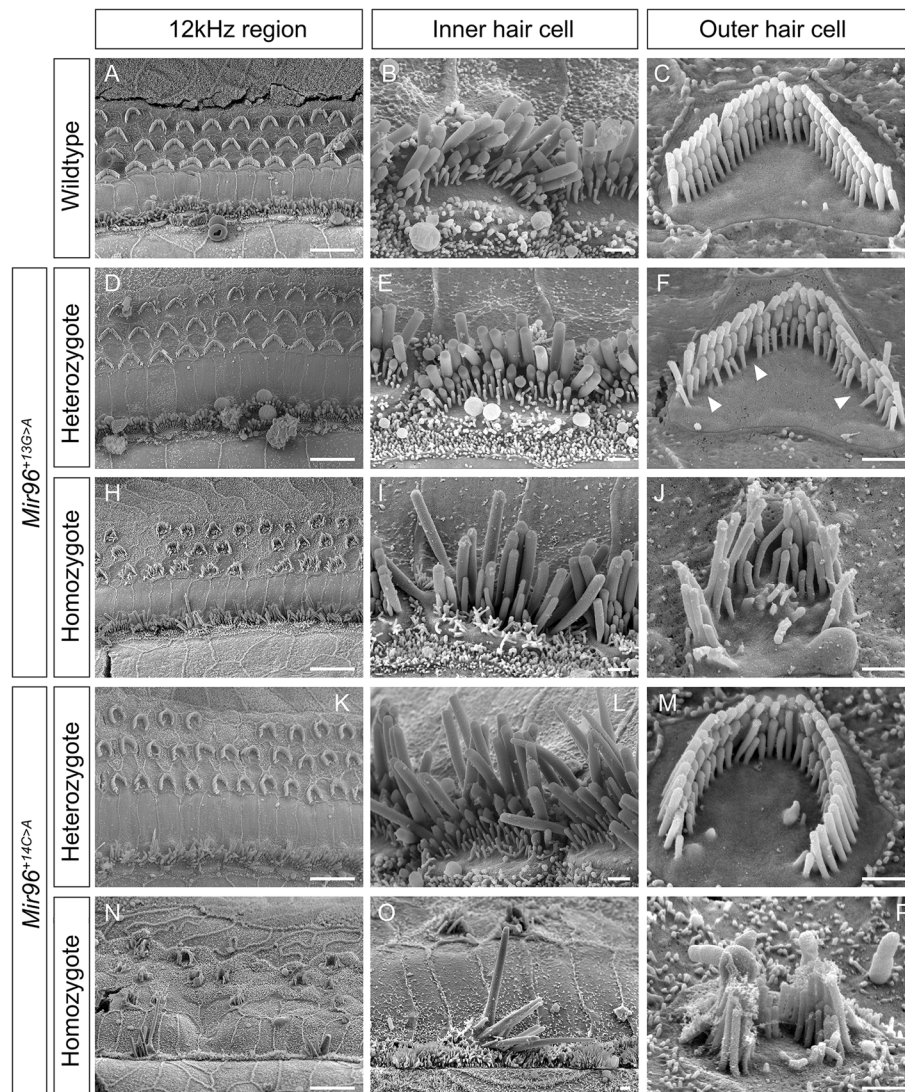 12kHz region
Inner hair cell
Outer hair cell
Wildtype
A
B
C
Mir96+13G>A
Heterozygote
D
E
F
Homozygote
H
I
J
Mir96+14C>A
Heterozygote
K
L
M
Homozygote
N
O
P